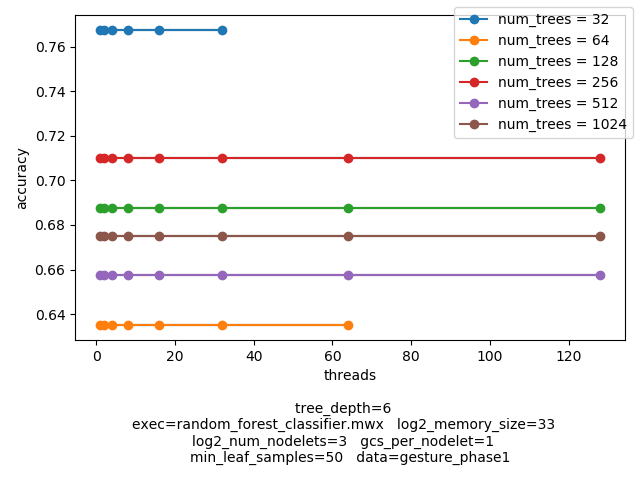 num_trees = 32
num_trees = 64
num_trees = 128
num_trees = 256
num_trees = 512
num_trees = 1024
accuracy
0.76
0.74
0.72
0.70
0.68
0.66
0.64
0 20 40 60 80 100 120
threads
tree_depth=6
exec=random_forest_classifier.mwx log2_memory_size=33
log2_num_nodelets=3 gcs_per_nodelet=1
min_leaf_samples=50 data=gesture_phase1